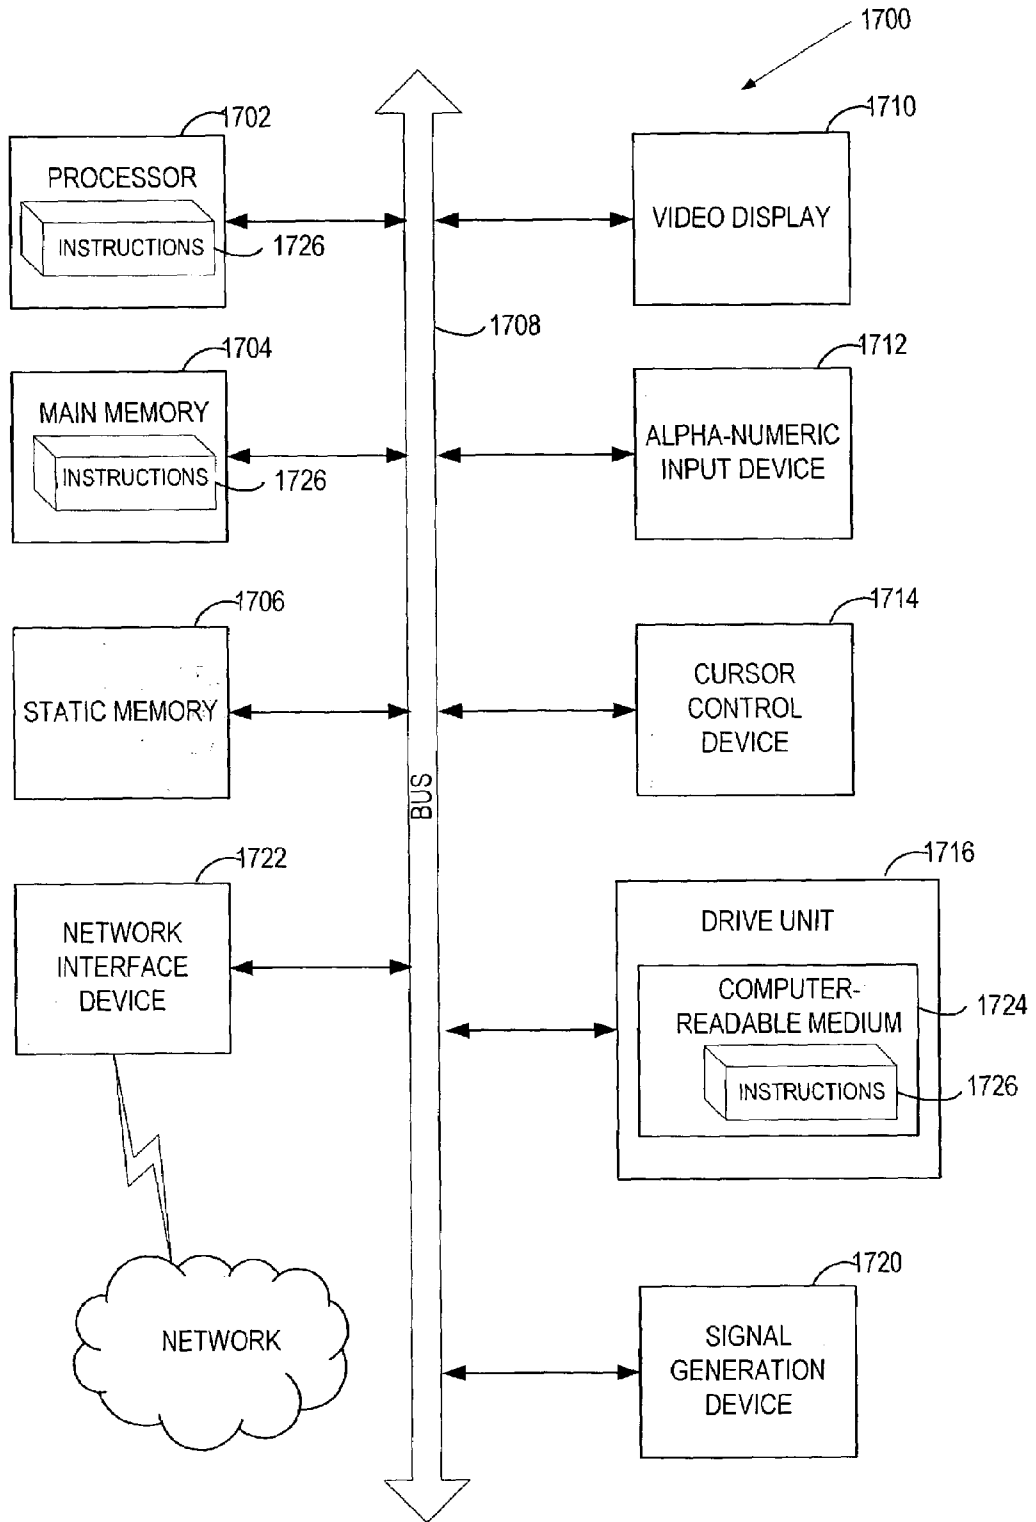 1700
1702
PROCESSOR
INSTRUCTIONS
1726
1710
VIDEO DISPLAY
1708
1704
MAIN MEMORY
INSTRUCTIONS
1726
1712
ALPHA-NUMERIC
INPUT DEVICE
1706
STATIC MEMORY
1714
CURSOR
CONTROL
DEVICE
BUS
1722
NETWORK
INTERFACE
DEVICE
1716
DRIVE UNIT
COMPUTER-
READABLE MEDIUM
1724
INSTRUCTIONS
1726
NETWORK
1720
SIGNAL
GENERATION
DEVICE